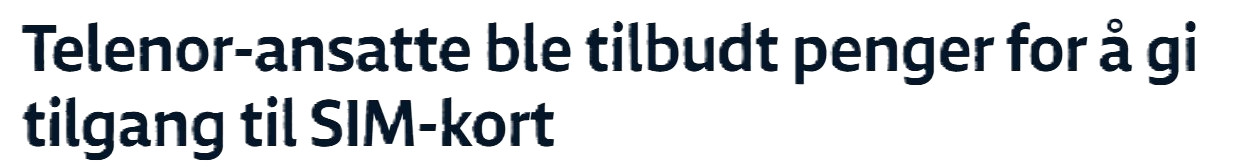 Telenor-ansatte ble tilbudt penger for å gi
tilgang til SIM-kort